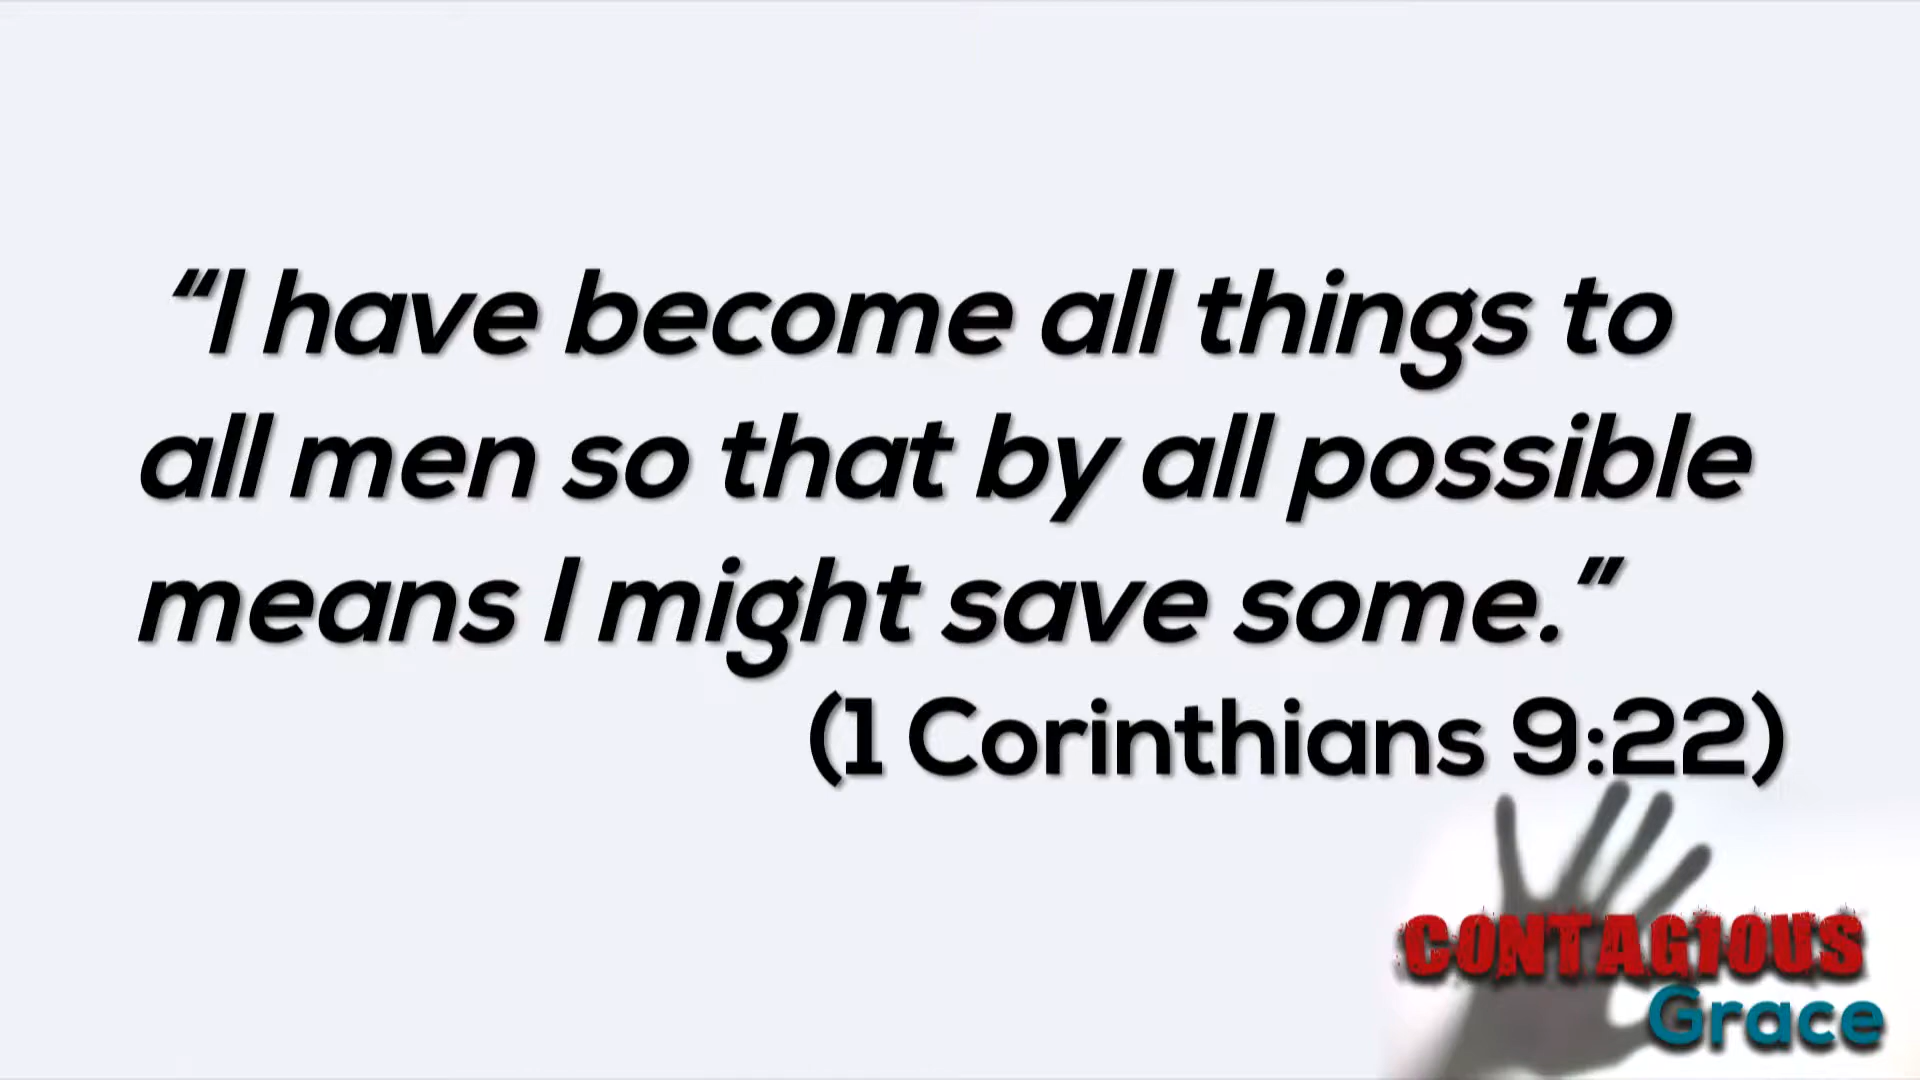 “I have become all things to
all men so that by all possible
means I might save some.”
(1 Corinthians 9:22)
CONTAGIOUS
Grace